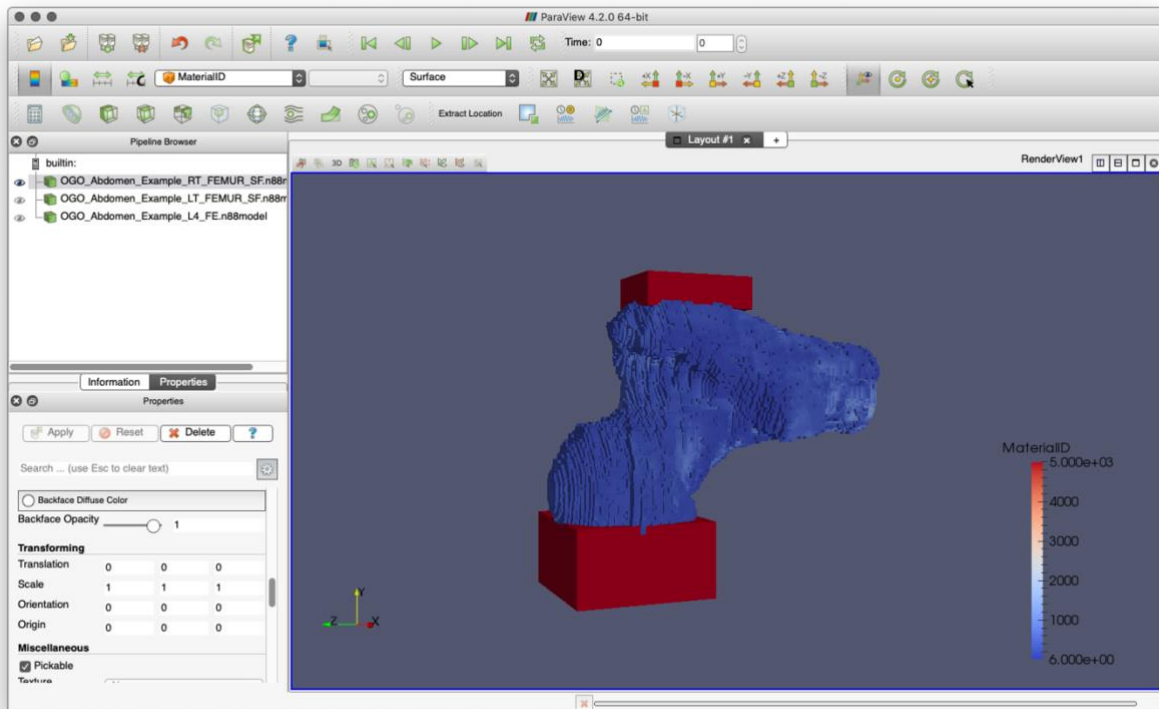 ParaView 4.2.0 64-bit
Time: 0 0
MaterialID Surface
Extract Location
Pipeline Browser
Layout #1
builtin:
3D
RenderView1
OGO_Abdomen_Example_RT_FEMUR_SF.n88r
OGO_Abdomen_Example_LT_FEMUR_SF.n88m
OGO_Abdomen_Example_L4_FE.n88model
Information Properties
Properties
Apply Reset Delete ?
Search ... (use Esc to clear text)
Backface Diffuse Color
Backface Opacity 1
Transforming
Translation 0 0 0
Scale 1 1 1
Orientation 0 0 0
Origin 0 0 0
Miscellaneous
Pickable
Texture
Y
Z X
MaterialID
5.000e+03
4000
3000
2000
1000
6.000e+00